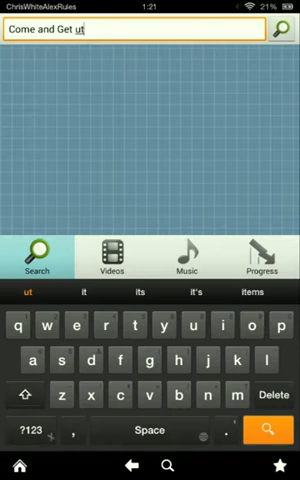 ChrisWhiteAlexRules 1:21 21%
Come and Get ut
Search Videos Music Progress
ut it its it's items
q w e r t y u i o p
a s d f g h j k l
z x c v b n m Delete
?123 , Space .